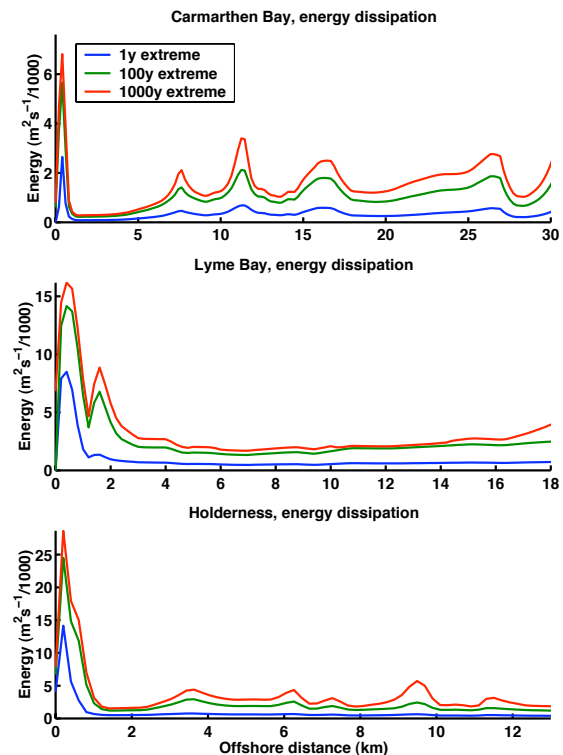 Carmarthen Bay, energy dissipation
Energy (m²s⁻¹/1000)
6
4
2
0
1y extreme
100y extreme
1000y extreme
0 5 10 15 20 25 30
Lyme Bay, energy dissipation
Energy (m²s⁻¹/1000)
15
10
5
0
0 2 4 6 8 10 12 14 16 18
Holderness, energy dissipation
Energy (m²s⁻¹/1000)
25
20
15
10
5
0
0 2 4 6 8 10 12
Offshore distance (km)